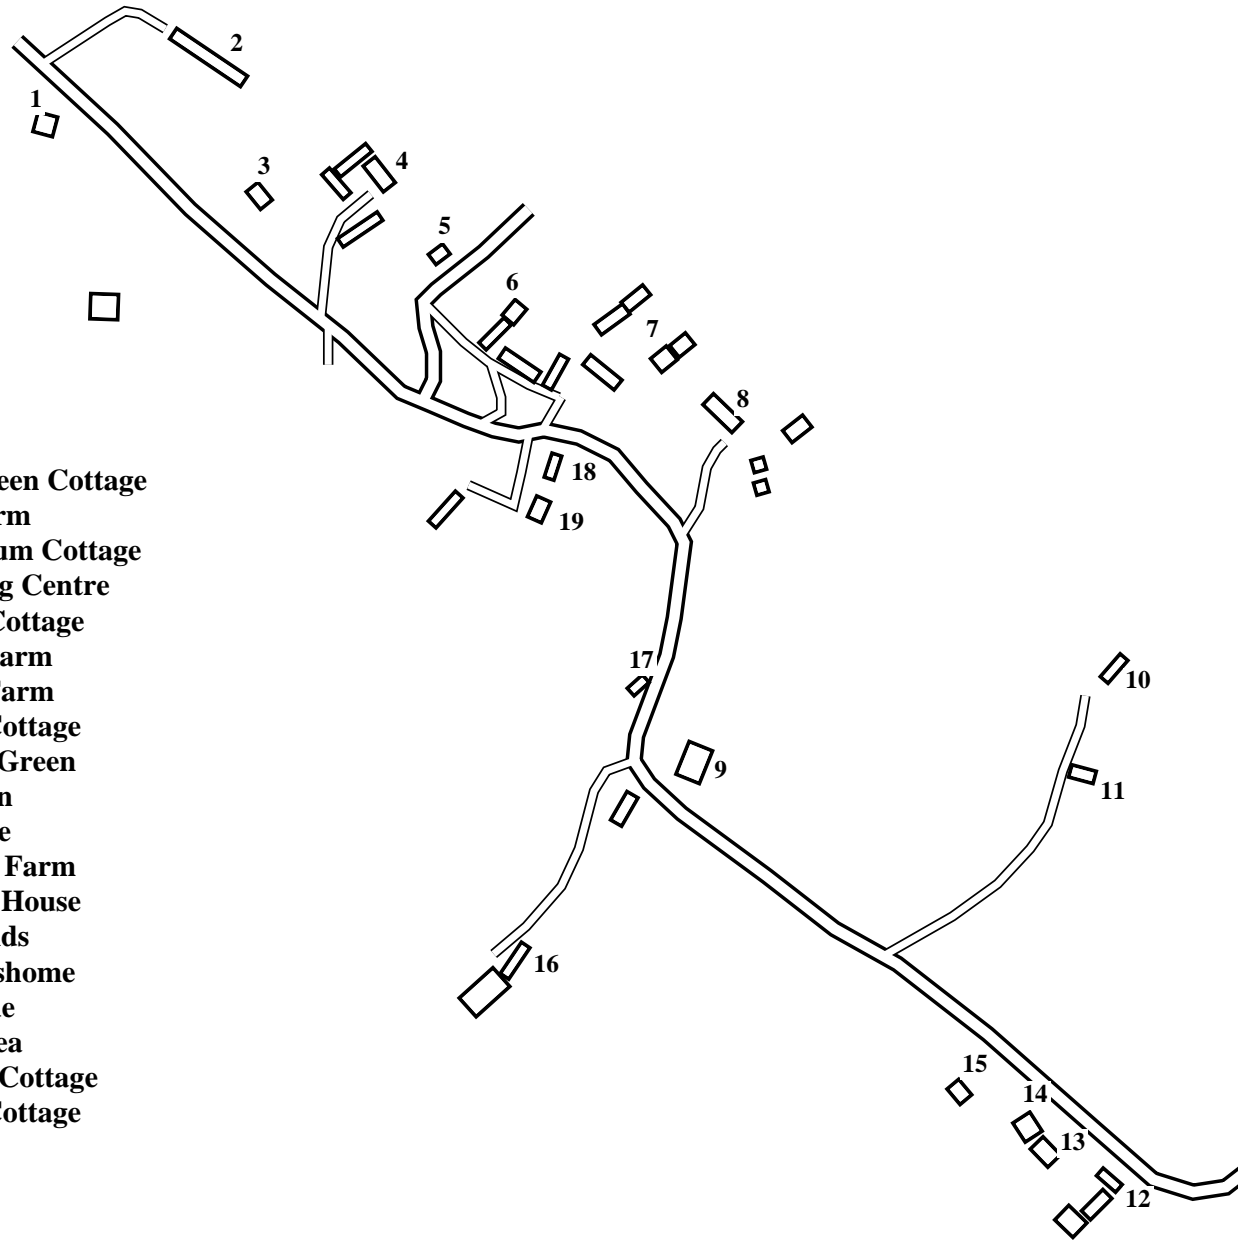 2
1
3
4
5
6
7
8
18
19
17
9
10
11
16
15
14
13
12
een Cottage
rm
um Cottage
g Centre
Cottage
arm
Farm
Cottage
Green
n
e
Farm
House
ds
shome
e
ea
Cottage
Cottage